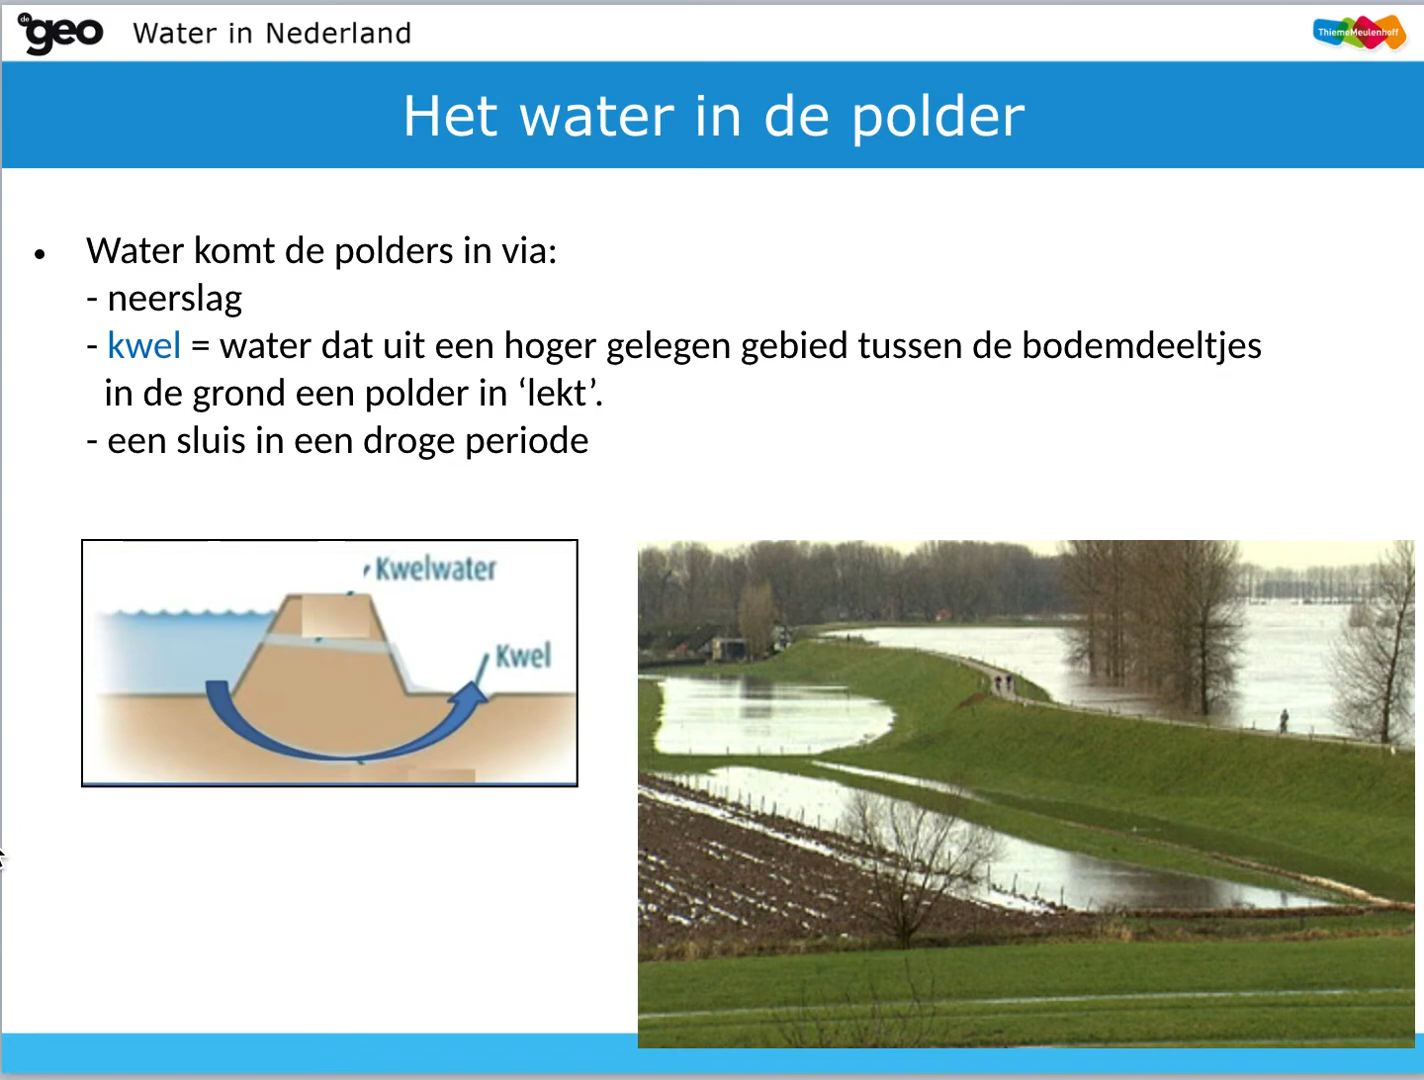 de geo
Water in Nederland
ThiemeMeulenhoff
Het water in de polder
• Water komt de polders in via:
- neerslag
- kwel = water dat uit een hoger gelegen gebied tussen de bodemdeeltjes
in de grond een polder in ‘lekt’.
- een sluis in een droge periode
Kwelwater
Kwel